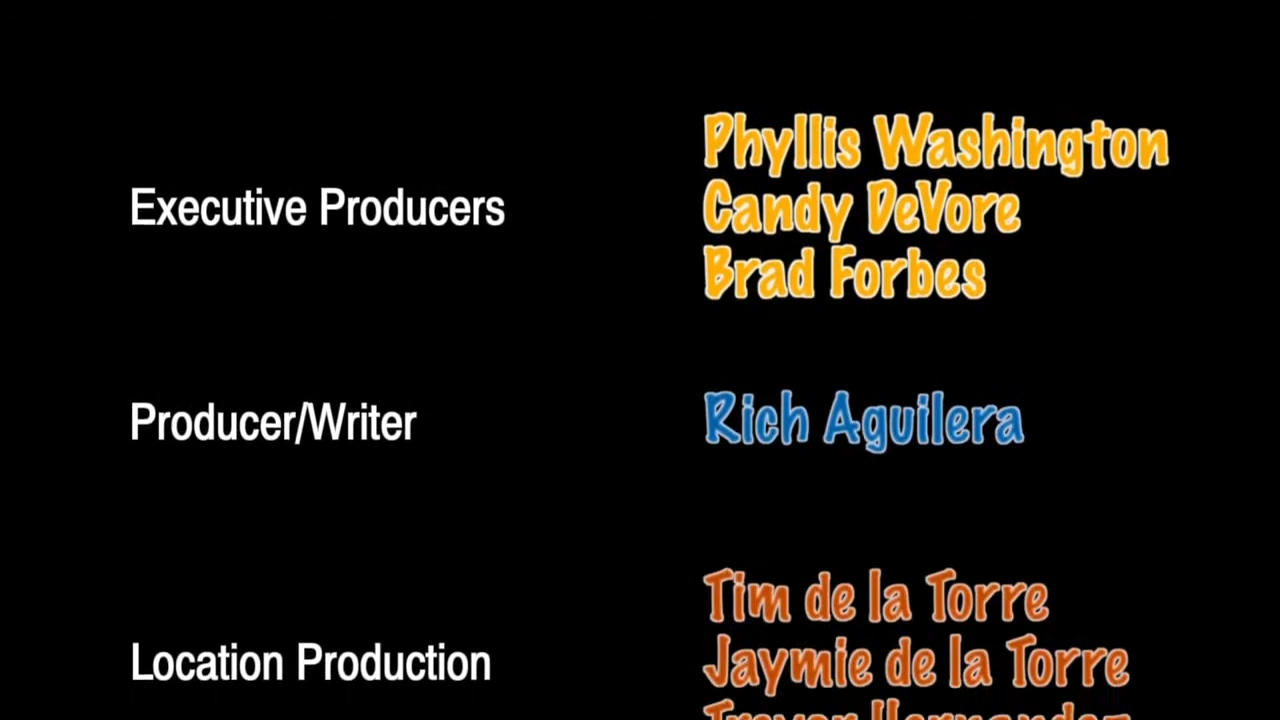 Phyllis Washington
Executive Producers Candy DeVore
Brad Forbes
Producer/Writer Rich Aguilera
Tim de la Torre
Location Production Jaymie de la Torre